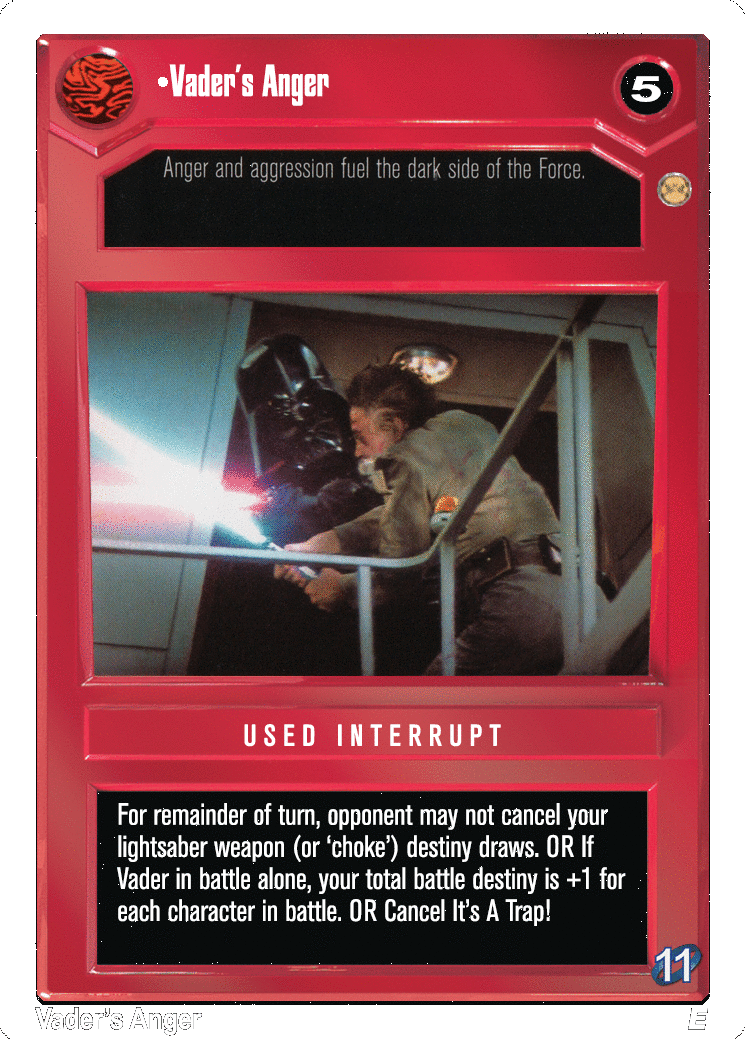 •Vader's Anger
5
Anger and aggression fuel the dark side of the Force.
USED INTERRUPT
For remainder of turn, opponent may not cancel your
lightsaber weapon (or ‘choke’) destiny draws. OR If
Vader in battle alone, your total battle destiny is +1 for
each character in battle. OR Cancel It's A Trap!
11
Vader's Anger
E